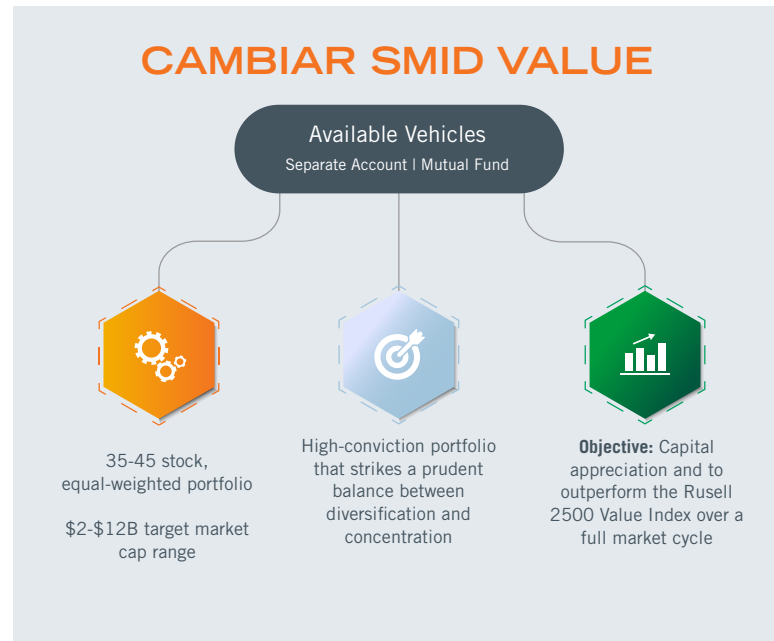 CAMBIAR SMID VALUE
Available Vehicles
Separate Account | Mutual Fund
35-45 stock,
equal-weighted portfolio
$2-$12B target market
cap range
High-conviction portfolio
that strikes a prudent
balance between
diversification and
concentration
Objective: Capital
appreciation and to
outperform the Rusell
2500 Value Index over a
full market cycle